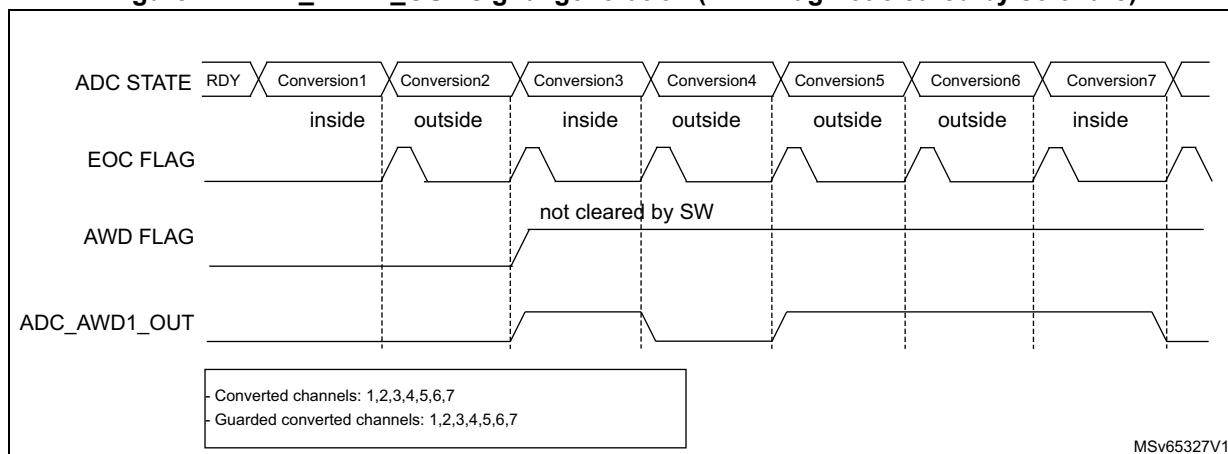 ADC STATE RDY Conversion1 Conversion2 Conversion3 Conversion4 Conversion5 Conversion6 Conversion7
inside outside inside outside outside outside inside
EOC FLAG
not cleared by SW
AWD FLAG
ADC_AWD1_OUT
- Converted channels: 1,2,3,4,5,6,7
- Guarded converted channels: 1,2,3,4,5,6,7
MSv65327V1